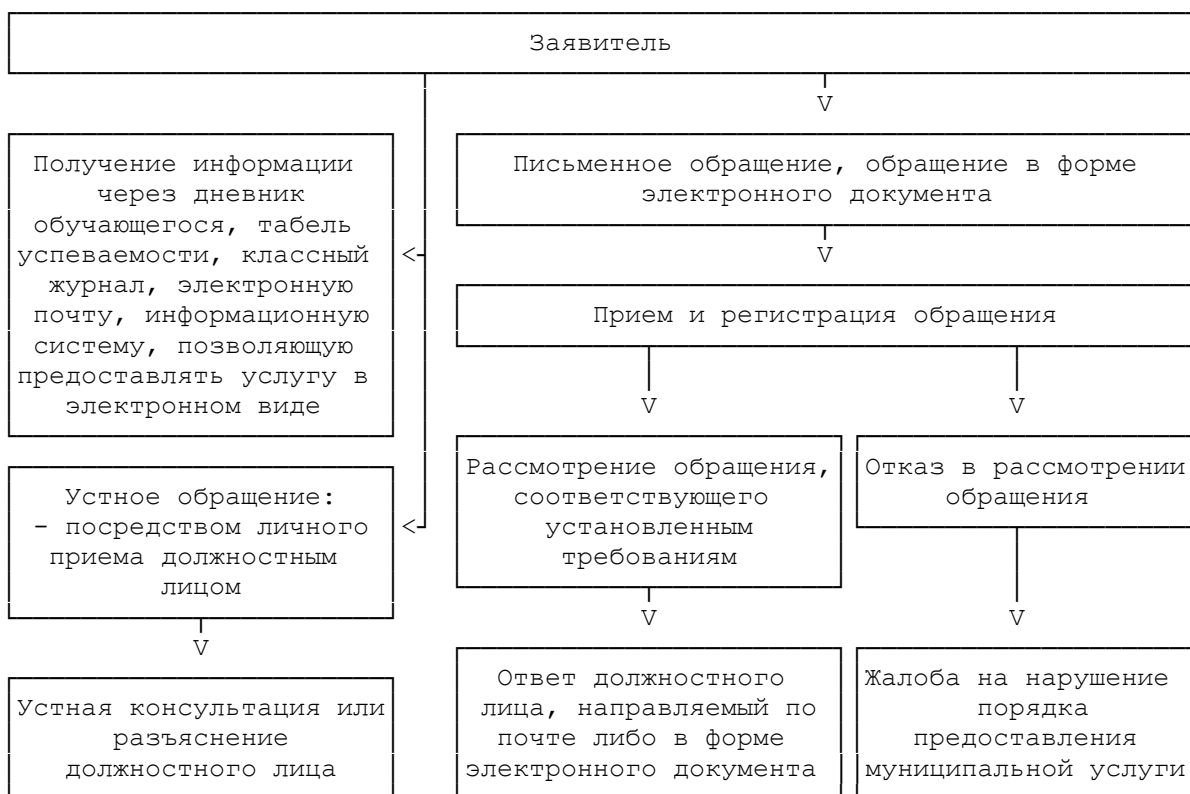 Заявитель
Получение информации
через дневник
обучающегося, табель
успеваемости, классный
журнал, электронную
почту, информационную
систему, позволяющую
предоставлять услугу в
электронном виде
Устное обращение:
- посредством личного
приема должностным
лицом
Устная консультация или
разъяснение
должностного лица
Письменное обращение, обращение в форме
электронного документа
Прием и регистрация обращения
Рассмотрение обращения,
соответствующего
установленным
требованиям
Ответ должностного
лица, направляемый по
почте либо в форме
электронного документа
Отказ в рассмотрении
обращения
Жалоба на нарушение
порядка
предоставления
муниципальной услуги